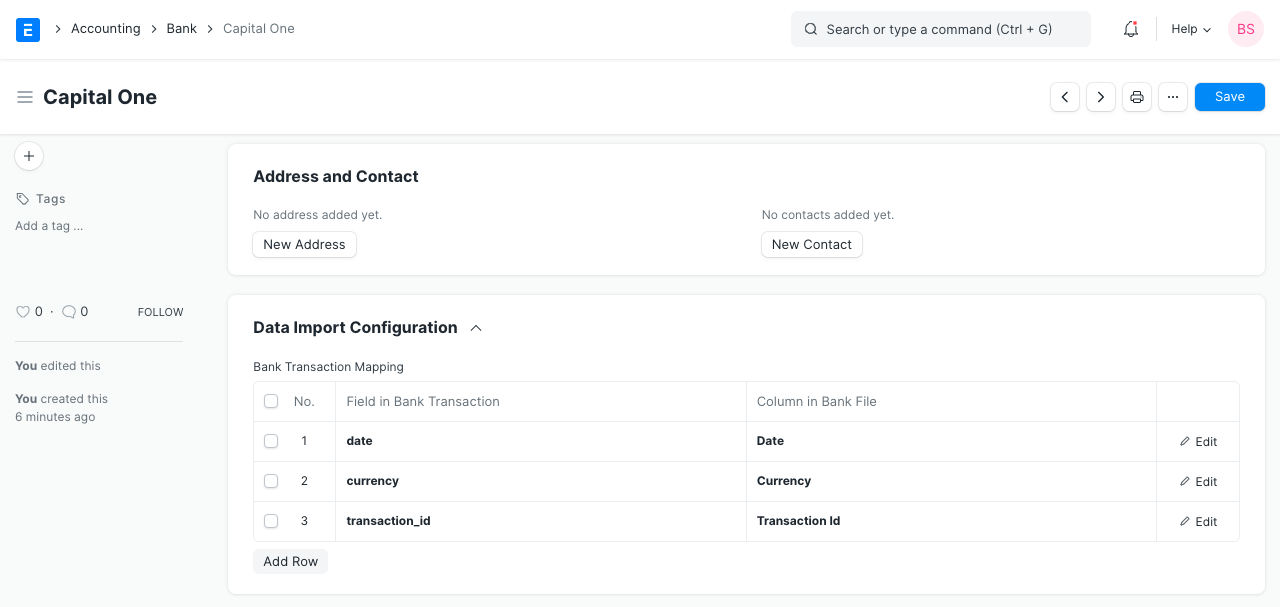 Accounting Bank Capital One
Search or type a command (Ctrl + G)
Help
BS
Capital One
Save
Tags
Add a tag ...
0 · 0 FOLLOW
You edited this
You created this
6 minutes ago
Address and Contact
No address added yet.
New Address
No contacts added yet.
New Contact
Data Import Configuration
Bank Transaction Mapping
No. Field in Bank Transaction Column in Bank File
1 date Date Edit
2 currency Currency Edit
3 transaction_id Transaction Id Edit
Add Row